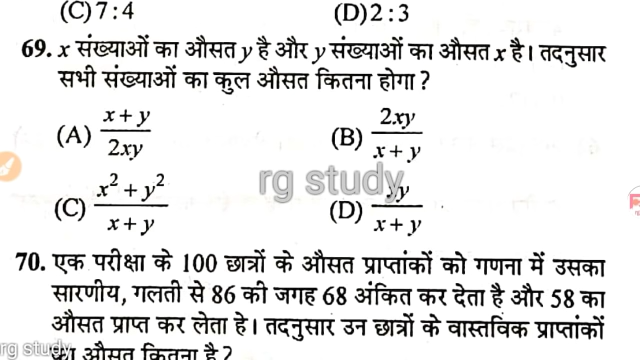 (C) 7 : 4 (D) 2 : 3
69. x संख्याओं का औसत y है और y संख्याओं का औसत x है। तदनुसार
सभी संख्याओं का कुल औसत कितना होगा ?
(A) x + y / 2xy (B) 2xy / x + y
rg study
(C) x² + y² / x + y (D) xy / x + y
70. एक परीक्षा के 100 छात्रों के औसत प्राप्तांकों को गणना में उसका
सारणीय, गलती से 86 की जगह 68 अंकित कर देता है और 58 का
औसत प्राप्त कर लेता हे। तदनुसार उन छात्रों के वास्तविक प्राप्तांकों
rg study का औसत कितना है ?